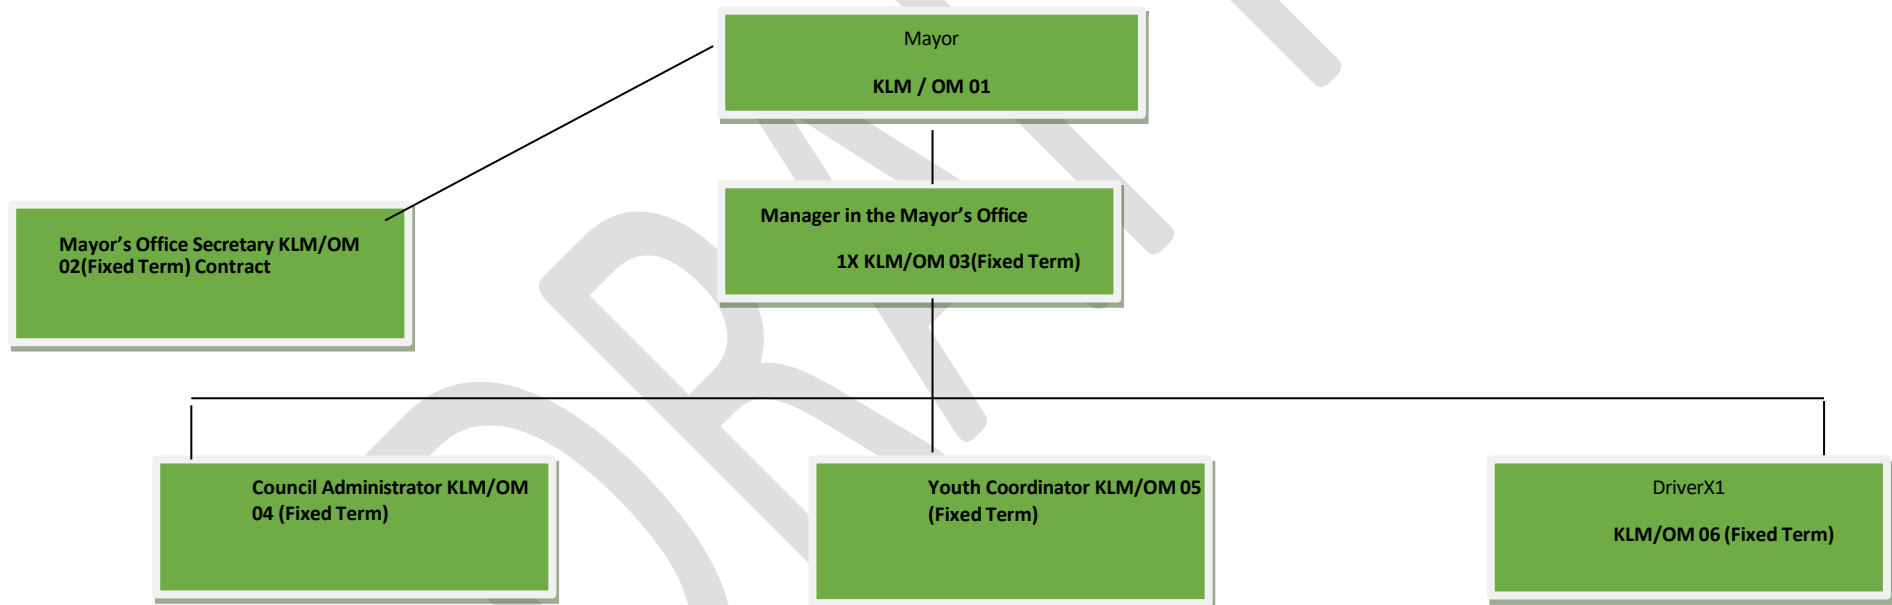 Mayor
KLM / OM 01
Manager in the Mayor’s Office
1X KLM/OM 03(Fixed Term)
Mayor’s Office Secretary KLM/OM
02(Fixed Term) Contract
Council Administrator KLM/OM
04 (Fixed Term)
Youth Coordinator KLM/OM 05
(Fixed Term)
DriverX1
KLM/OM 06 (Fixed Term)
DRAFT